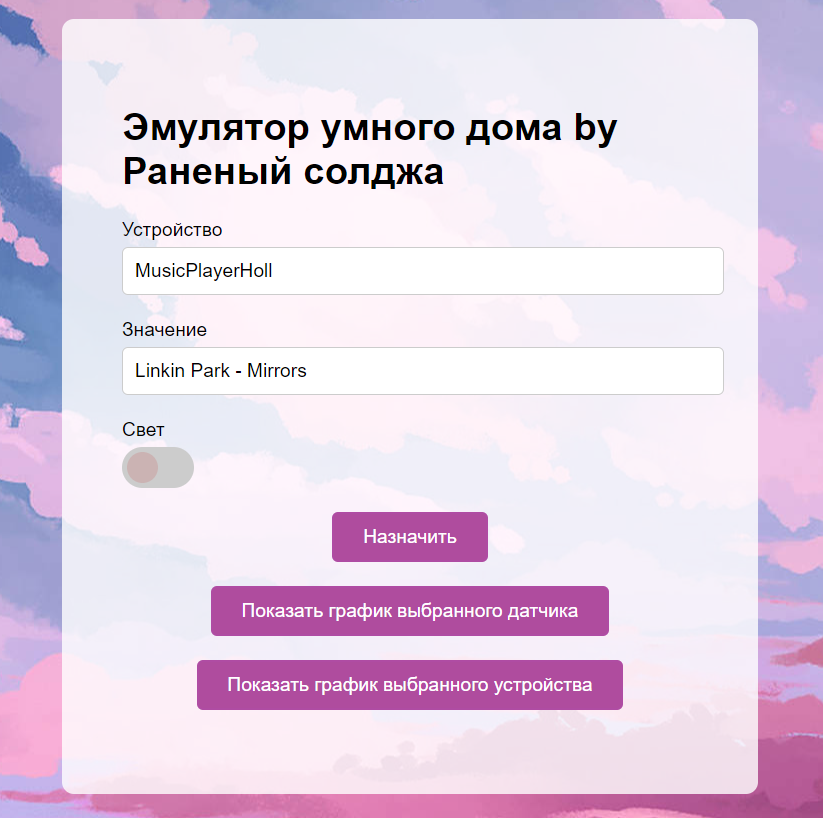 Эмулятор умного дома by
Раненый солджа
Устройство
MusicPlayerHoll
Значение
Linkin Park - Mirrors
Свет
Назначить
Показать график выбранного датчика
Показать график выбранного устройства